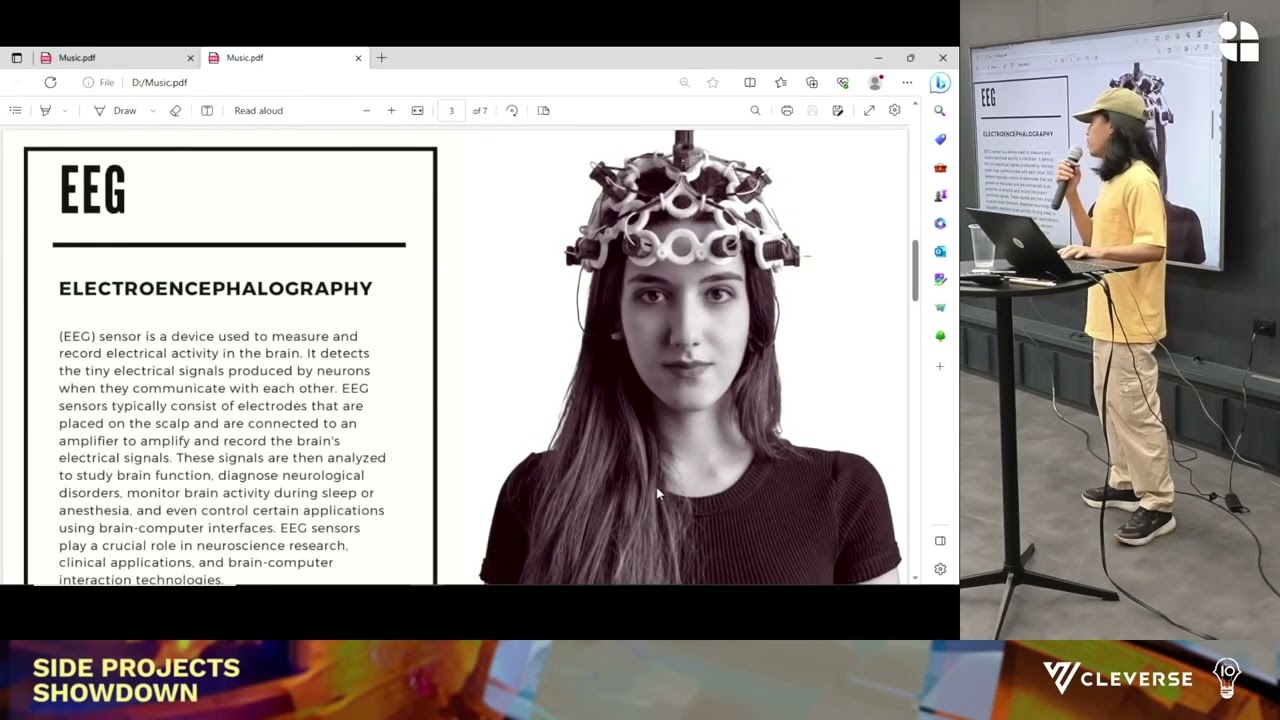 Music.pdf
Music.pdf
File
D:/Music.pdf
Draw
Read aloud
3
of 7
EEG
ELECTROENCEPHALOGRAPHY
(EEG) sensor is a device used to measure and
record electrical activity in the brain. It detects
the tiny electrical signals produced by neurons
when they communicate with each other. EEG
sensors typically consist of electrodes that are
placed on the scalp and are connected to an
amplifier to amplify and record the brain's
electrical signals. These signals are then analyzed
to study brain function, diagnose neurological
disorders, monitor brain activity during sleep or
anesthesia, and even control certain applications
using brain-computer interfaces. EEG sensors
play a crucial role in neuroscience research,
clinical applications, and brain-computer
interaction technologies.
EEG
ELECTROENCEPHALOGRAPHY
SIDE PROJECTS
SHOWDOWN
CLEVERSE